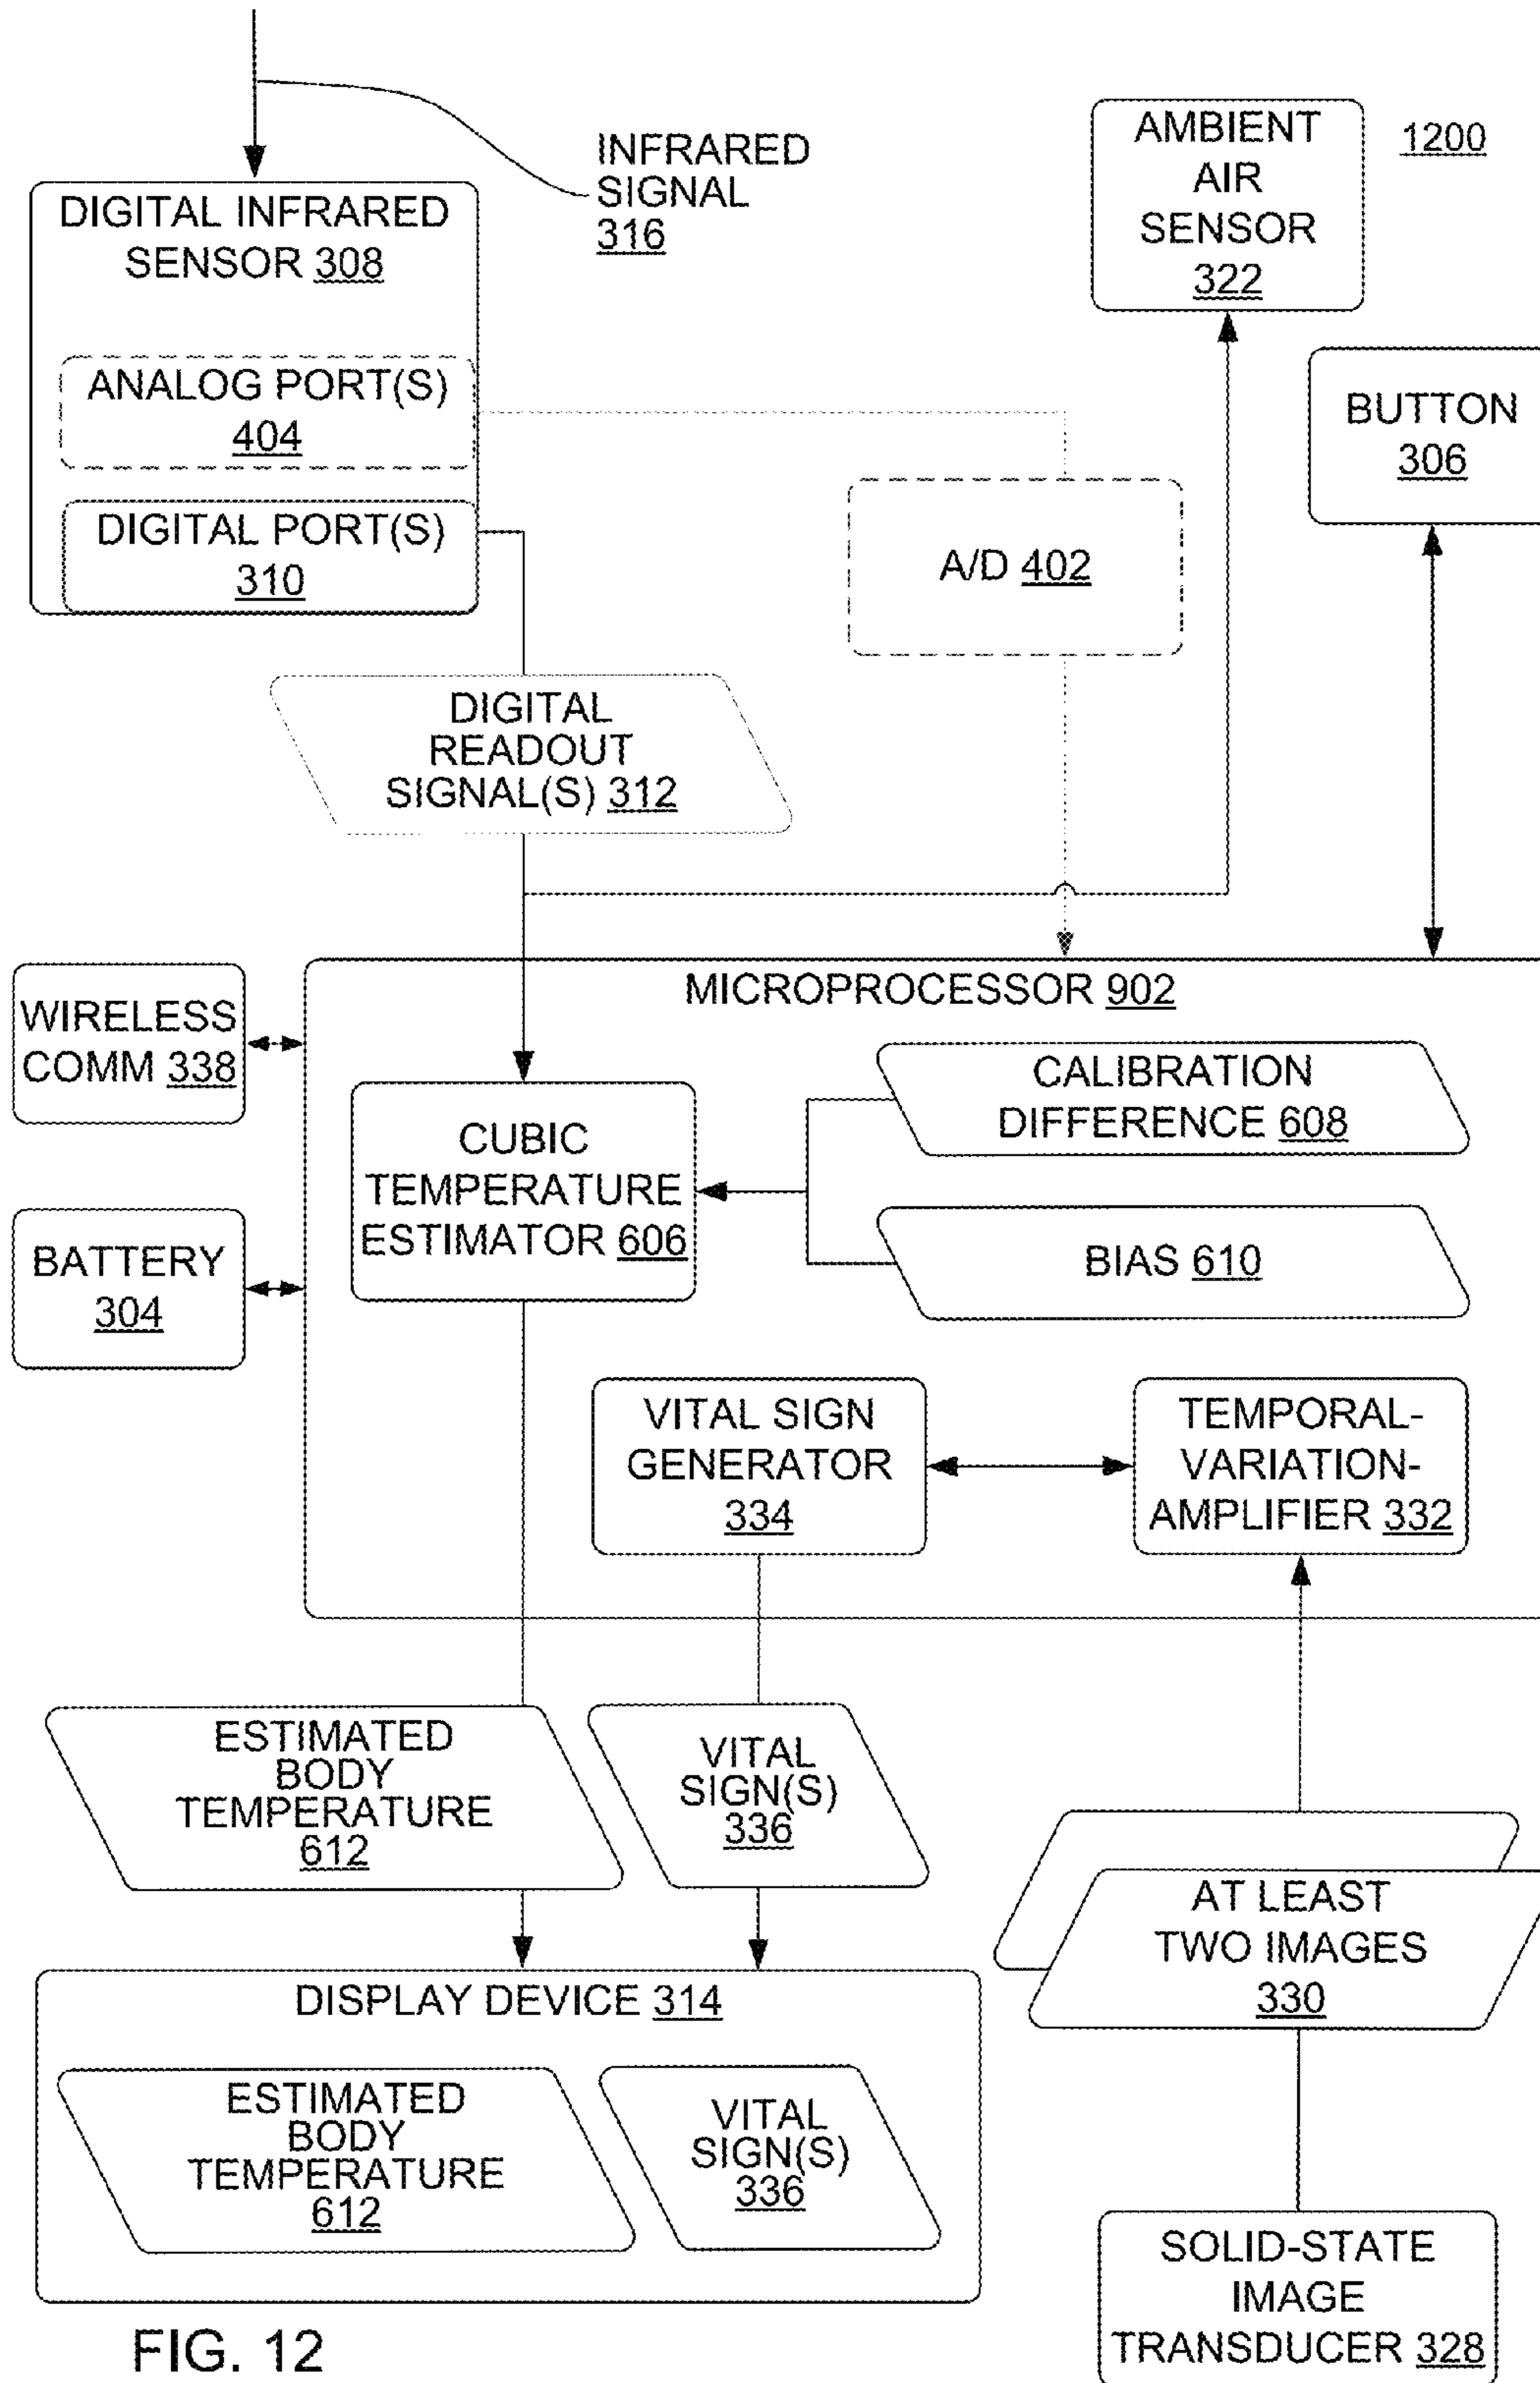 INFRARED
SIGNAL
316
AMBIENT
AIR
SENSOR
322
1200
DIGITAL INFRARED
SENSOR 308
ANALOG PORT(S)
404
DIGITAL PORT(S)
310
A/D 402
BUTTON
306
DIGITAL
READOUT
SIGNAL(S) 312
MICROPROCESSOR 902
WIRELESS
COMM 338
BATTERY
304
CUBIC
TEMPERATURE
ESTIMATOR 606
CALIBRATION
DIFFERENCE 608
BIAS 610
VITAL SIGN
GENERATOR
334
TEMPORAL-
VARIATION-
AMPLIFIER 332
ESTIMATED
BODY
TEMPERATURE
612
VITAL
SIGN(S)
336
AT LEAST
TWO IMAGES
330
DISPLAY DEVICE 314
ESTIMATED
BODY
TEMPERATURE
612
VITAL
SIGN(S)
336
SOLID-STATE
IMAGE
TRANSDUCER 328
FIG. 12